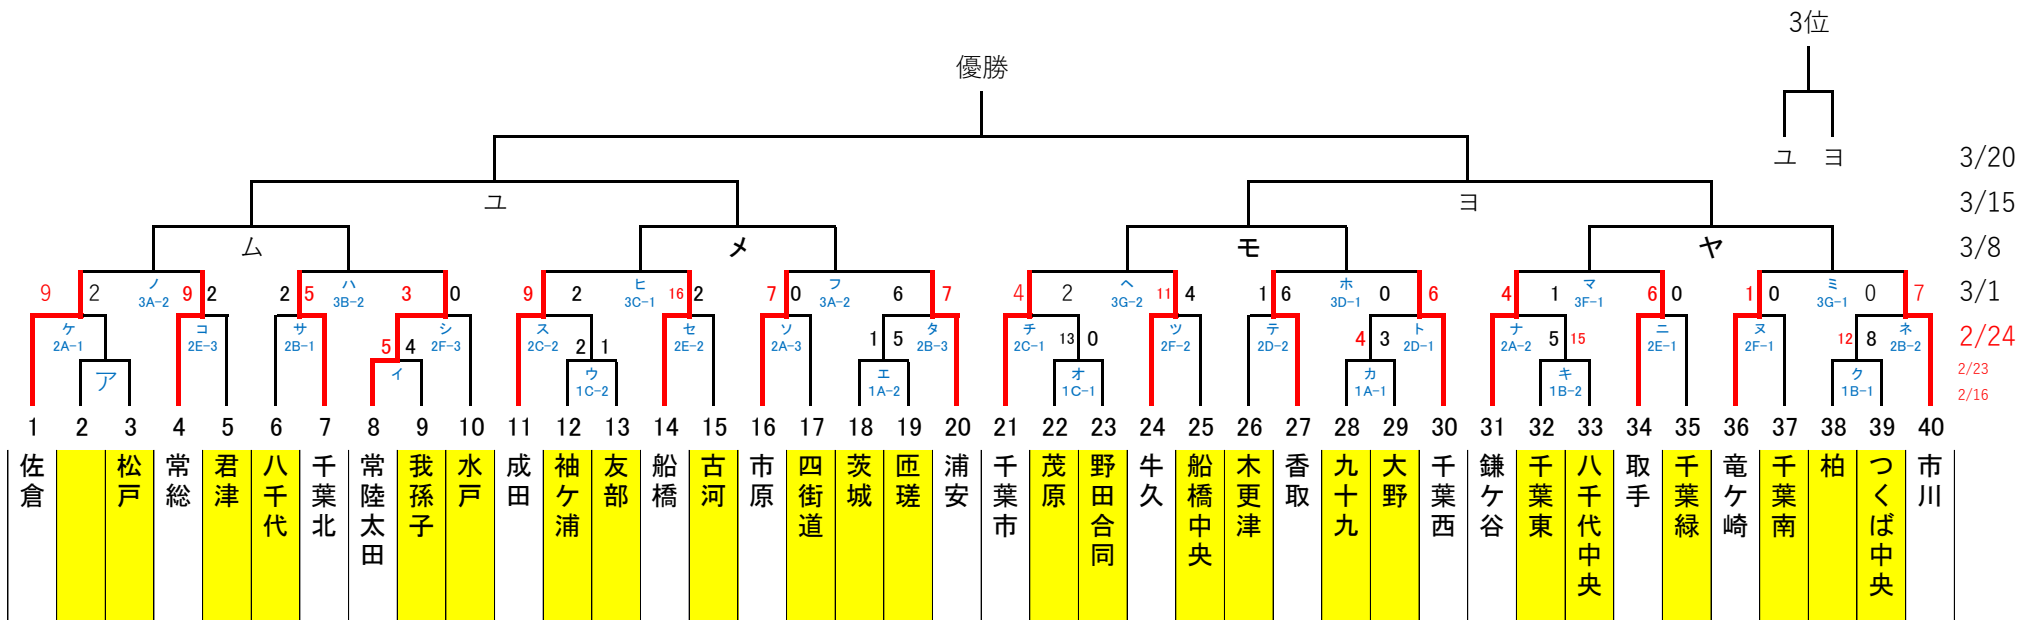 3位
優勝
ユ ヨ 3/20
ユ ヨ 3/15
ム メ モ ヤ 3/8
9 2 ノ 9 2 2 5 ハ 3 0 9 2 ヒ 16 2 7 0 フ 6 7 4 2 ヘ 11 4 1 6 ホ 0 6 4 1 マ 6 0 1 0 ミ 0 7 3/1
3A-2 3B-2 3C-1 3A-2 3G-2 3D-1 3F-1 3G-1
ケ コ サ シ ス セ ソ タ チ ツ テ ト ナ ニ ヌ ネ 2/24
2A-1 2E-3 2B-1 5 4 2F-3 2C-2 2 1 2E-2 2A-3 1 5 2B-3 2C-1 13 0 2F-2 2D-2 4 3 2D-1 2A-2 5 15 2E-1 2F-1 12 8 2B-2
ア イ ウ エ オ カ キ ク 2/23
1C-2 1A-2 1C-1 1A-1 1B-2 1B-1 2/16
1 2 3 4 5 6 7 8 9 10 11 12 13 14 15 16 17 18 19 20 21 22 23 24 25 26 27 28 29 30 31 32 33 34 35 36 37 38 39 40
佐倉
松戸
常総
君津
八千代
千葉北
常陸太田
我孫子
水戸
成田
袖ケ浦
友部
船橋
古河
市原
四街道
茨城
匝瑳
浦安
千葉市
茂原
野田合同
牛久
船橋中央
木更津
香取
九十九
大野
千葉西
鎌ケ谷
千葉東
八千代中央
取手
千葉緑
竜ケ崎
千葉南
柏
つくば中央
市川